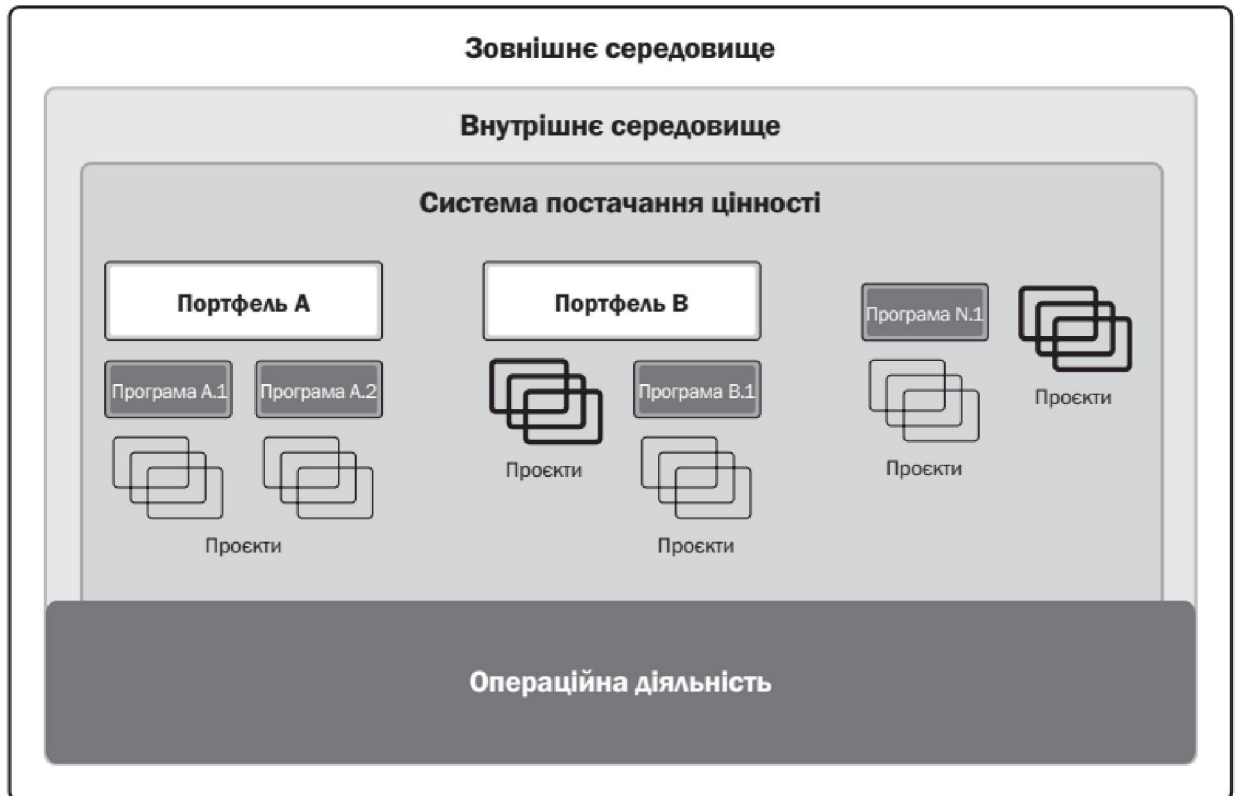 Зовнішнє середовище
Внутрішнє середовище
Система постачання цінності
Портфель А
Програма А.1
Програма А.2
Проєкти
Портфель В
Проєкти
Програма В.1
Проєкти
Програма N.1
Проєкти
Проєкти
Операційна діяльність